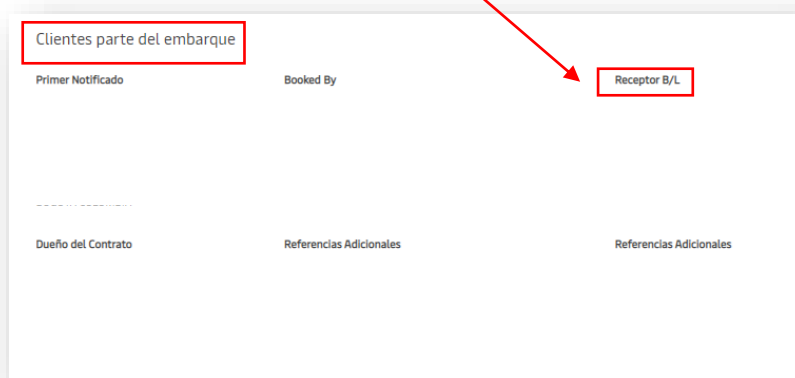 Clientes parte del embarque
Primer Notificado
Booked By
Receptor B/L
Dueño del Contrato
Referencias Adicionales
Referencias Adicionales